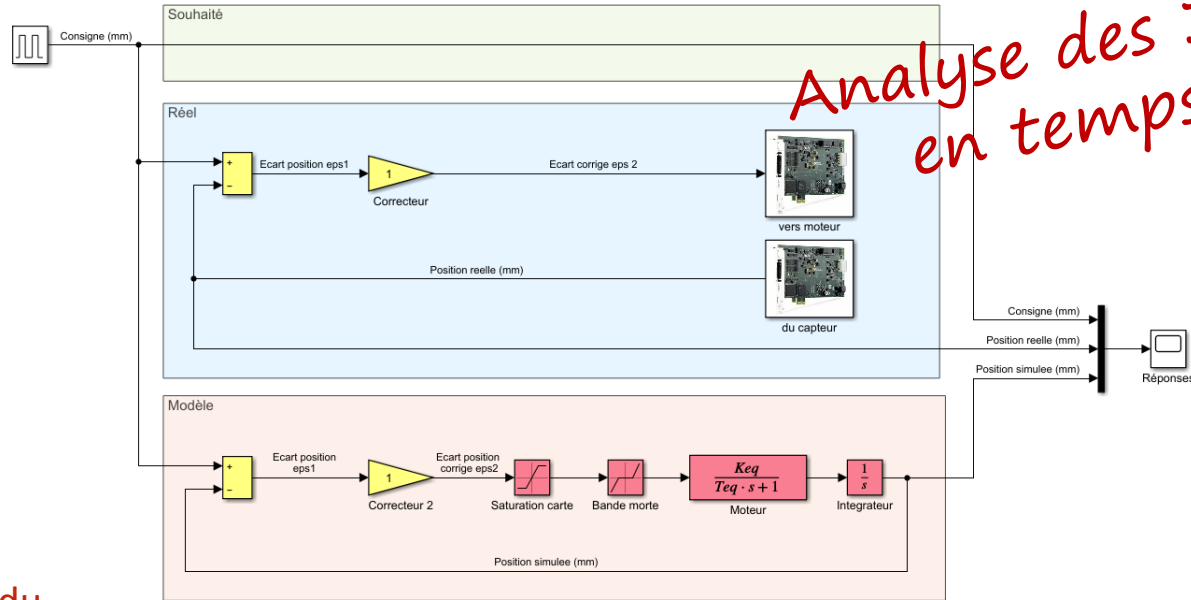 Souhaité
Consigne (mm)
Analyse des
en temps
Réel
Ecart position eps1
Ecart corrige eps 2
+
−
1
Correcteur
vers moteur
Position reelle (mm)
du capteur
Consigne (mm)
Position reelle (mm)
Position simulee (mm)
Réponses
Modèle
Ecart position
eps1
Ecart position
corrige eps2
+
−
1
Keq
Teq · s + 1
1
s
Correcteur 2
Saturation carte
Bande morte
Moteur
Integrateur
Position simulee (mm)
du